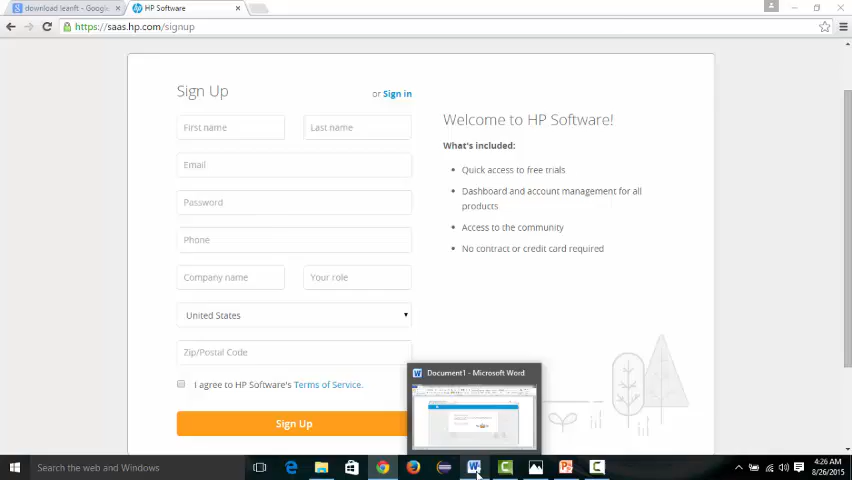 download leanft - Google
HP Software
https://saas.hp.com/signup
Sign Up
or Sign in
First name
Last name
Email
Password
Phone
Company name
Your role
United States
Zip/Postal Code
I agree to HP Software's Terms of Service.
Sign Up
Welcome to HP Software!
What's included:
Quick access to free trials
Dashboard and account management for all
products
Access to the community
No contract or credit card required
Document1 - Microsoft Word
Search the web and Windows
4:26 AM
8/26/2015